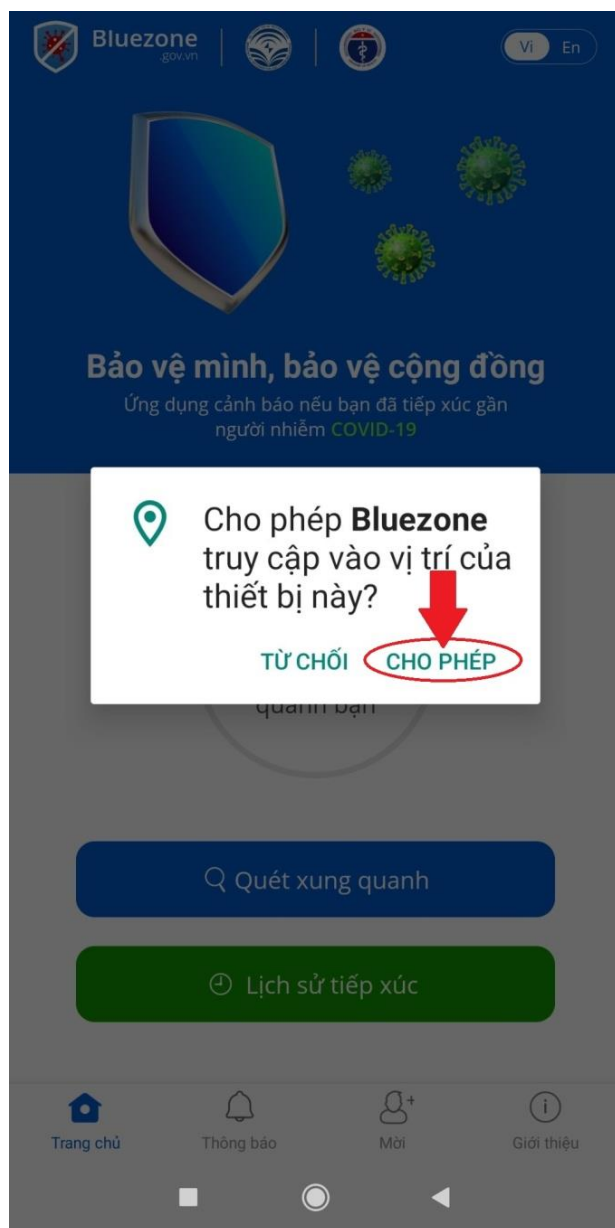 Bluezone
.gov.vn
Vi En
Bảo vệ mình, bảo vệ cộng đồng
Ứng dụng cảnh báo nếu bạn đã tiếp xúc gần
người nhiễm COVID-19
Cho phép Bluezone
truy cập vào vị trí của
thiết bị này?
TỪ CHỐI CHO PHÉP
quanh bạn
Quét xung quanh
Lịch sử tiếp xúc
Trang chủ Thông báo Mời Giới thiệu